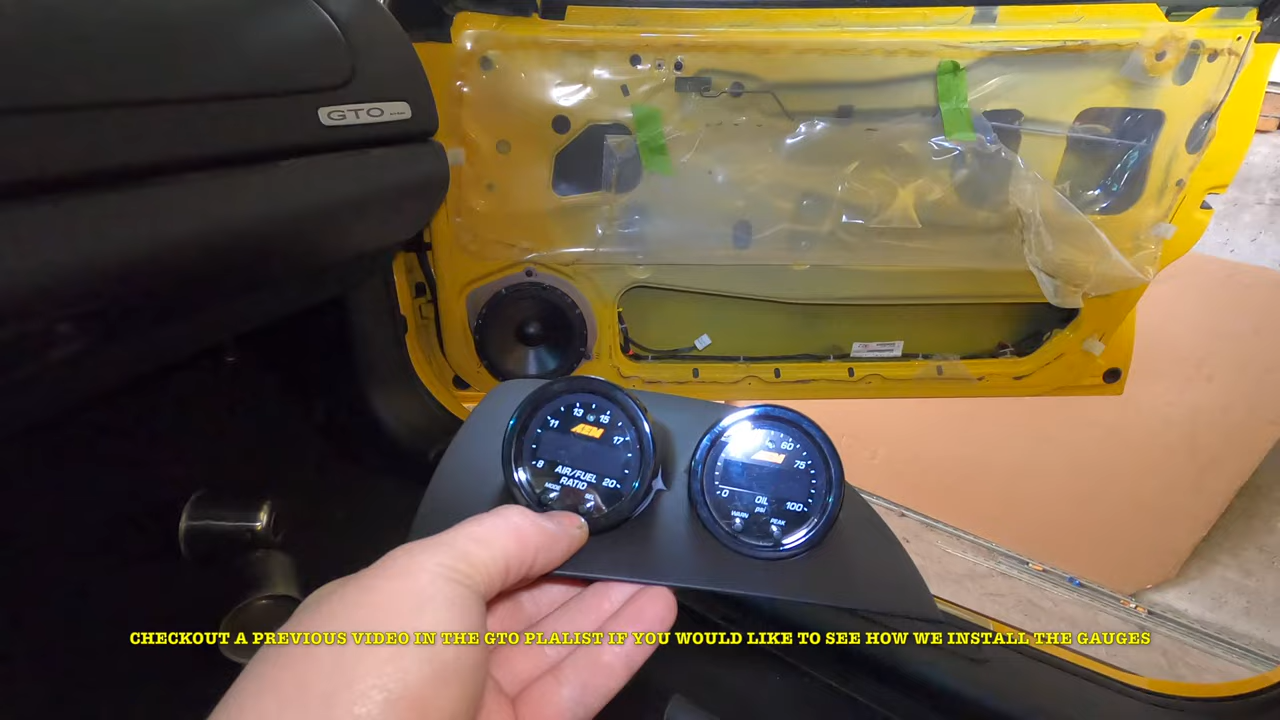 GTO
11 13 15 17
AEM
8 AIR/FUEL 20
RATIO
MODE SEL
60
AEM 75
0 OIL 100
psi
WARN PEAK
CHECKOUT A PREVIOUS VIDEO IN THE GTO PLALIST IF YOU WOULD LIKE TO SEE HOW WE INSTALL THE GAUGES